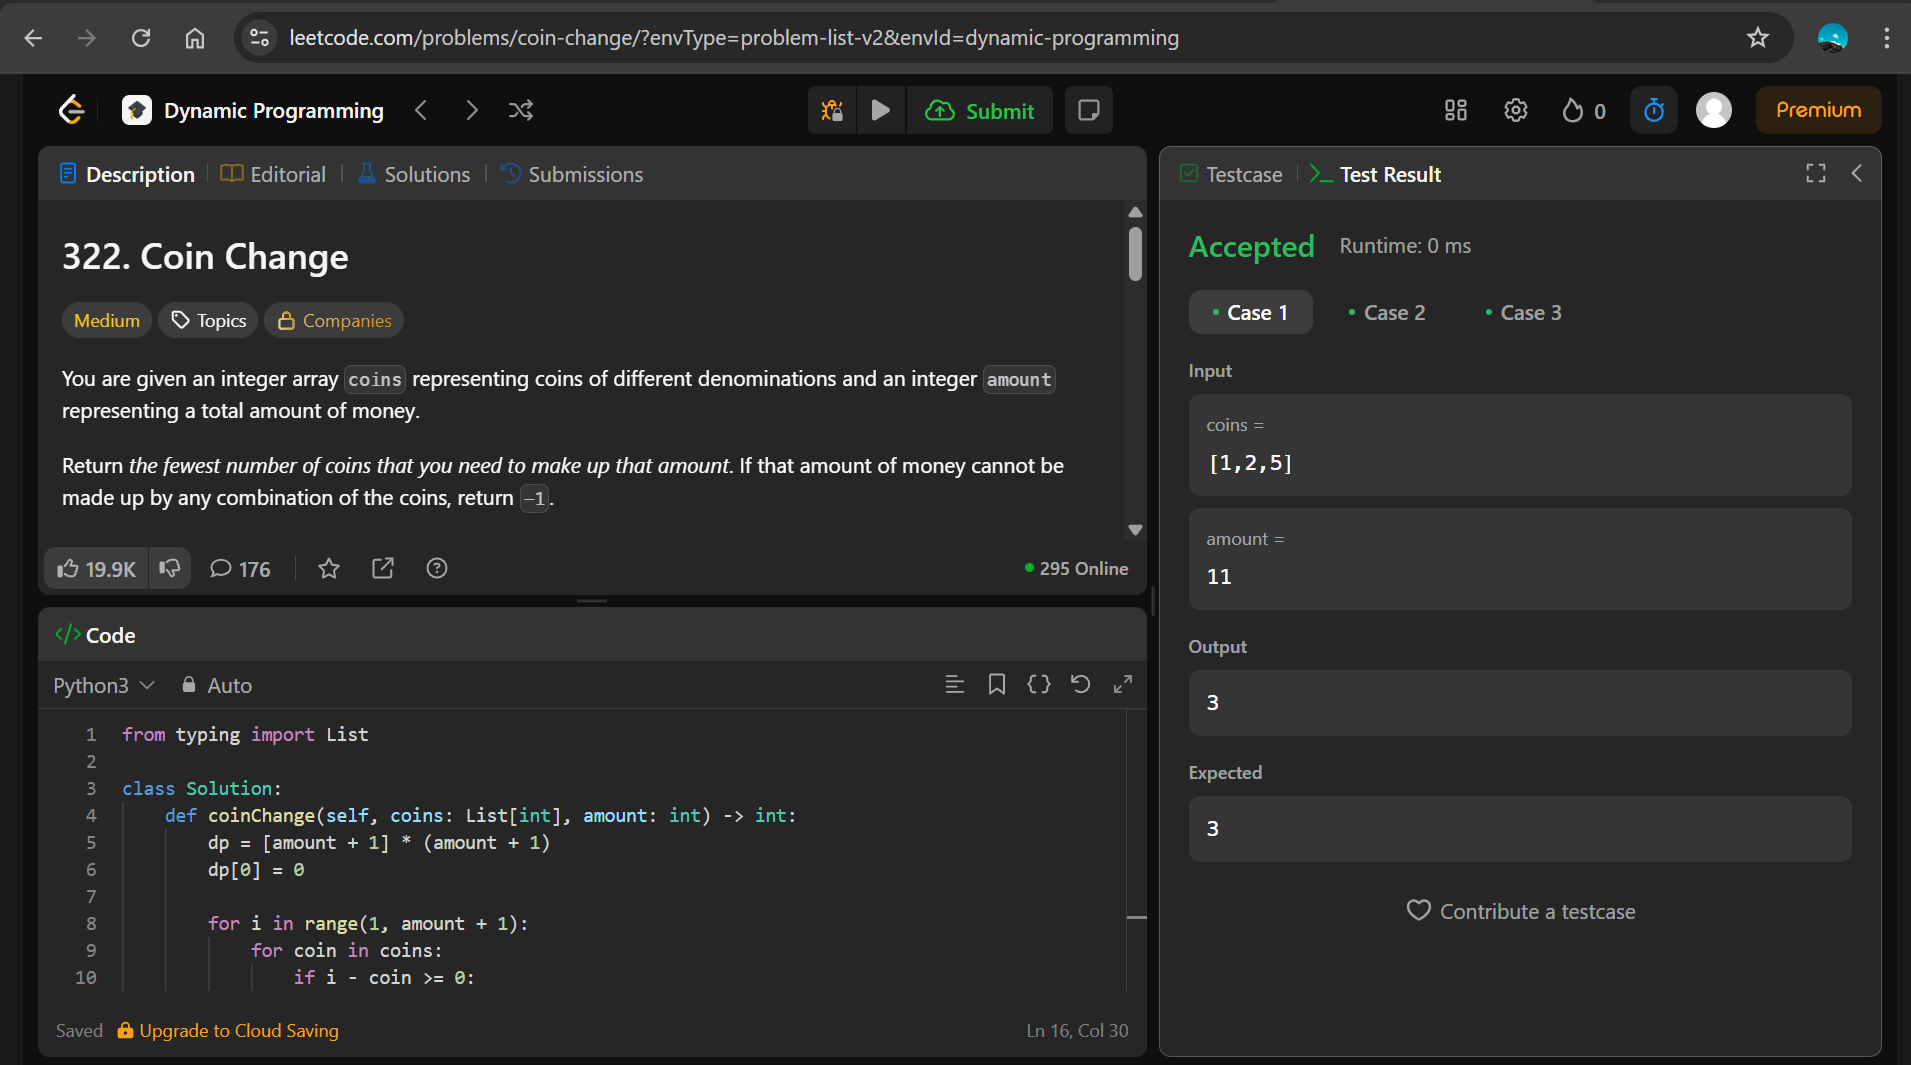 leetcode.com/problems/coin-change/?envType=problem-list-v2&envId=dynamic-programming
Dynamic Programming
Submit
0
Premium
Description
Editorial
Solutions
Submissions
322. Coin Change
Medium
Topics
Companies
You are given an integer array coins representing coins of different denominations and an integer amount
representing a total amount of money.
Return the fewest number of coins that you need to make up that amount. If that amount of money cannot be
made up by any combination of the coins, return -1.
19.9K
176
295 Online
</> Code
Python3
Auto
1 from typing import List
2
3 class Solution:
4     def coinChange(self, coins: List[int], amount: int) -> int:
5         dp = [amount + 1] * (amount + 1)
6         dp[0] = 0
7
8         for i in range(1, amount + 1):
9             for coin in coins:
10                 if i - coin >= 0:
Saved
Upgrade to Cloud Saving
Ln 16, Col 30
Testcase
Test Result
Accepted
Runtime: 0 ms
Case 1
Case 2
Case 3
Input
coins =
[1,2,5]
amount =
11
Output
3
Expected
3
Contribute a testcase